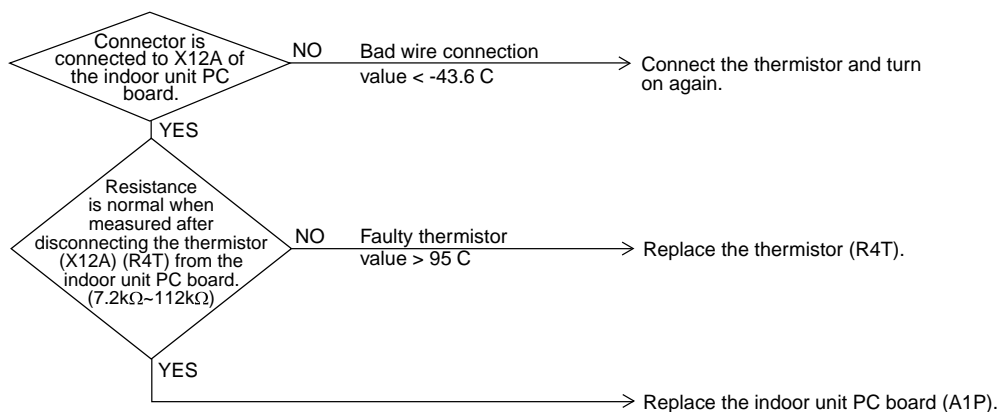 Connector is
connected to X12A of
the indoor unit PC
board.
NO
Bad wire connection
value < -43.6 C
Connect the thermistor and turn
on again.
YES
Resistance
is normal when
measured after
disconnecting the thermistor
(X12A) (R4T) from the
indoor unit PC board.
(7.2kΩ~112kΩ)
NO
Faulty thermistor
value > 95 C
Replace the thermistor (R4T).
YES
Replace the indoor unit PC board (A1P).